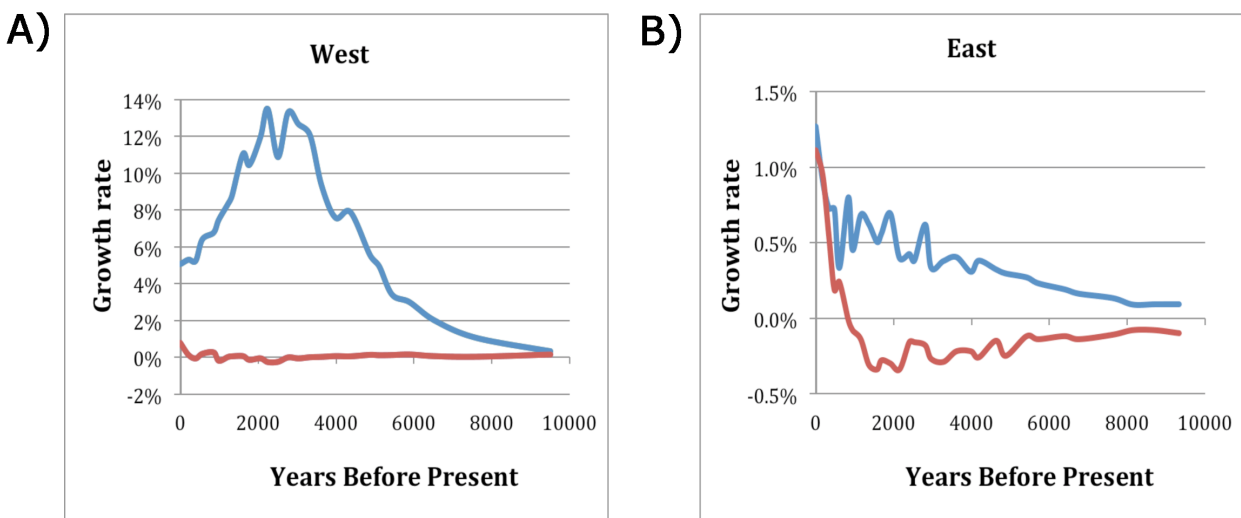 A)
West
14%
12%
10%
8%
6%
4%
2%
0%
-2%
Growth rate
0 2000 4000 6000 8000 10000
Years Before Present
B)
East
1.5%
1.0%
0.5%
0.0%
-0.5%
Growth rate
0 2000 4000 6000 8000 10000
Years Before Present